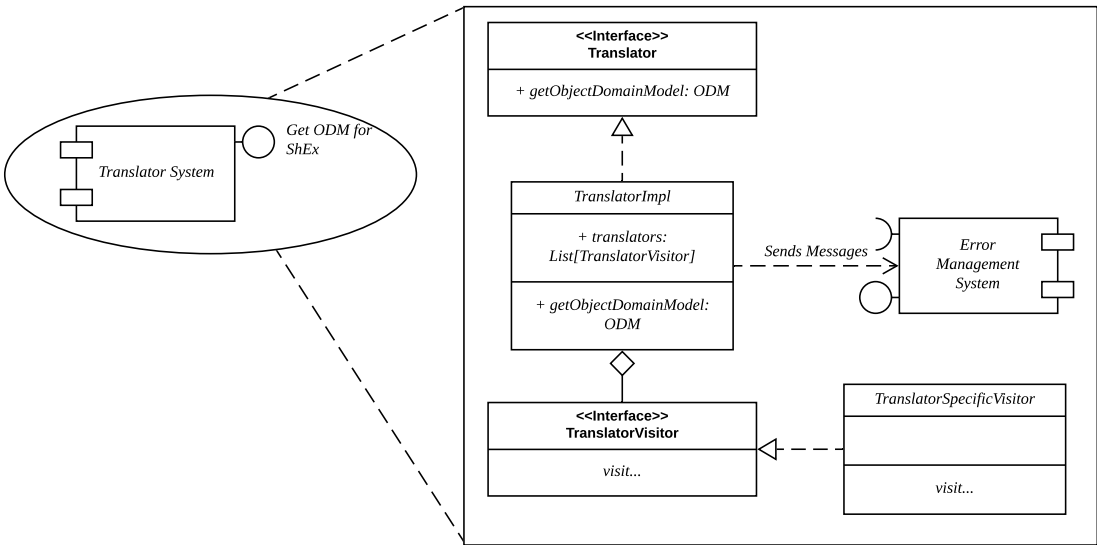 Get ODM for
ShEx
Translator System
<<Interface>>
Translator
+ getObjectDomainModel: ODM
TranslatorImpl
+ translators:
List[TranslatorVisitor]
+ getObjectDomainModel:
ODM
Sends Messages
Error
Management
System
<<Interface>>
TranslatorVisitor
visit...
TranslatorSpecificVisitor
visit...